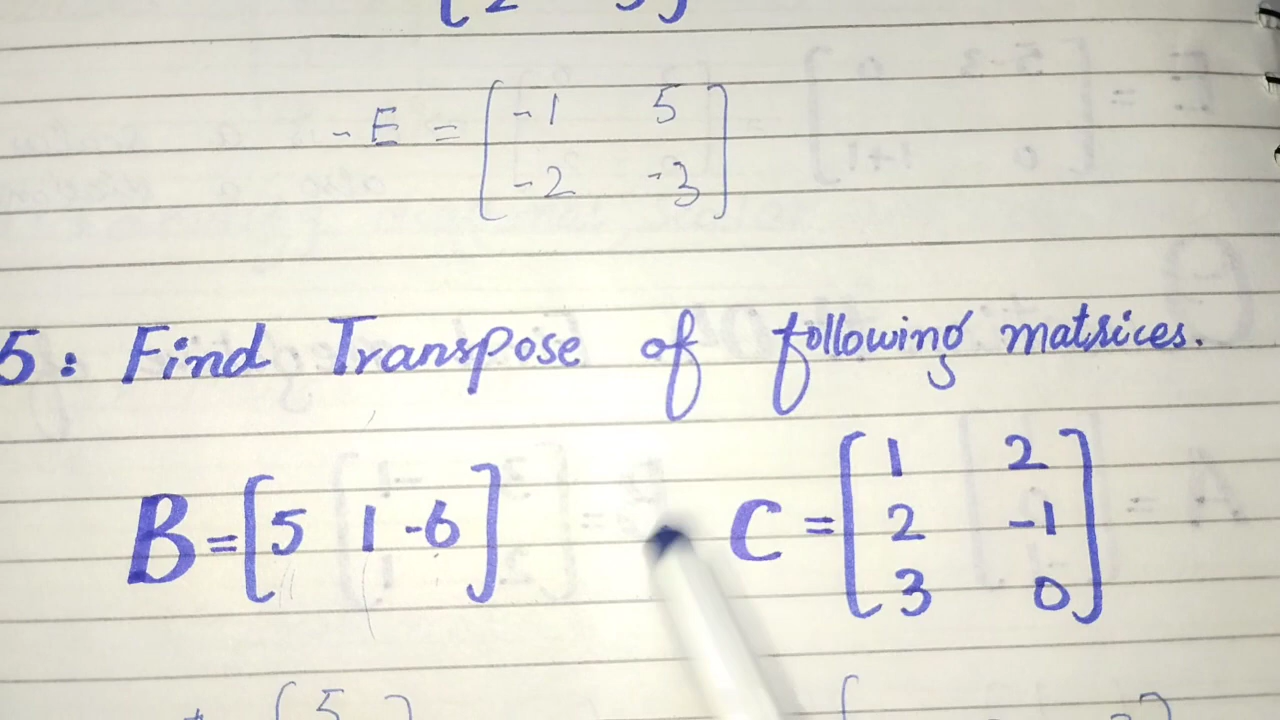 - E = [ -1 5
-2 -3 ]
5: Find Transpose of following matrices.
B = [ 5 1 -6 ] C = [ 1 2
2 -1
3 0 ]
[ 5 ]